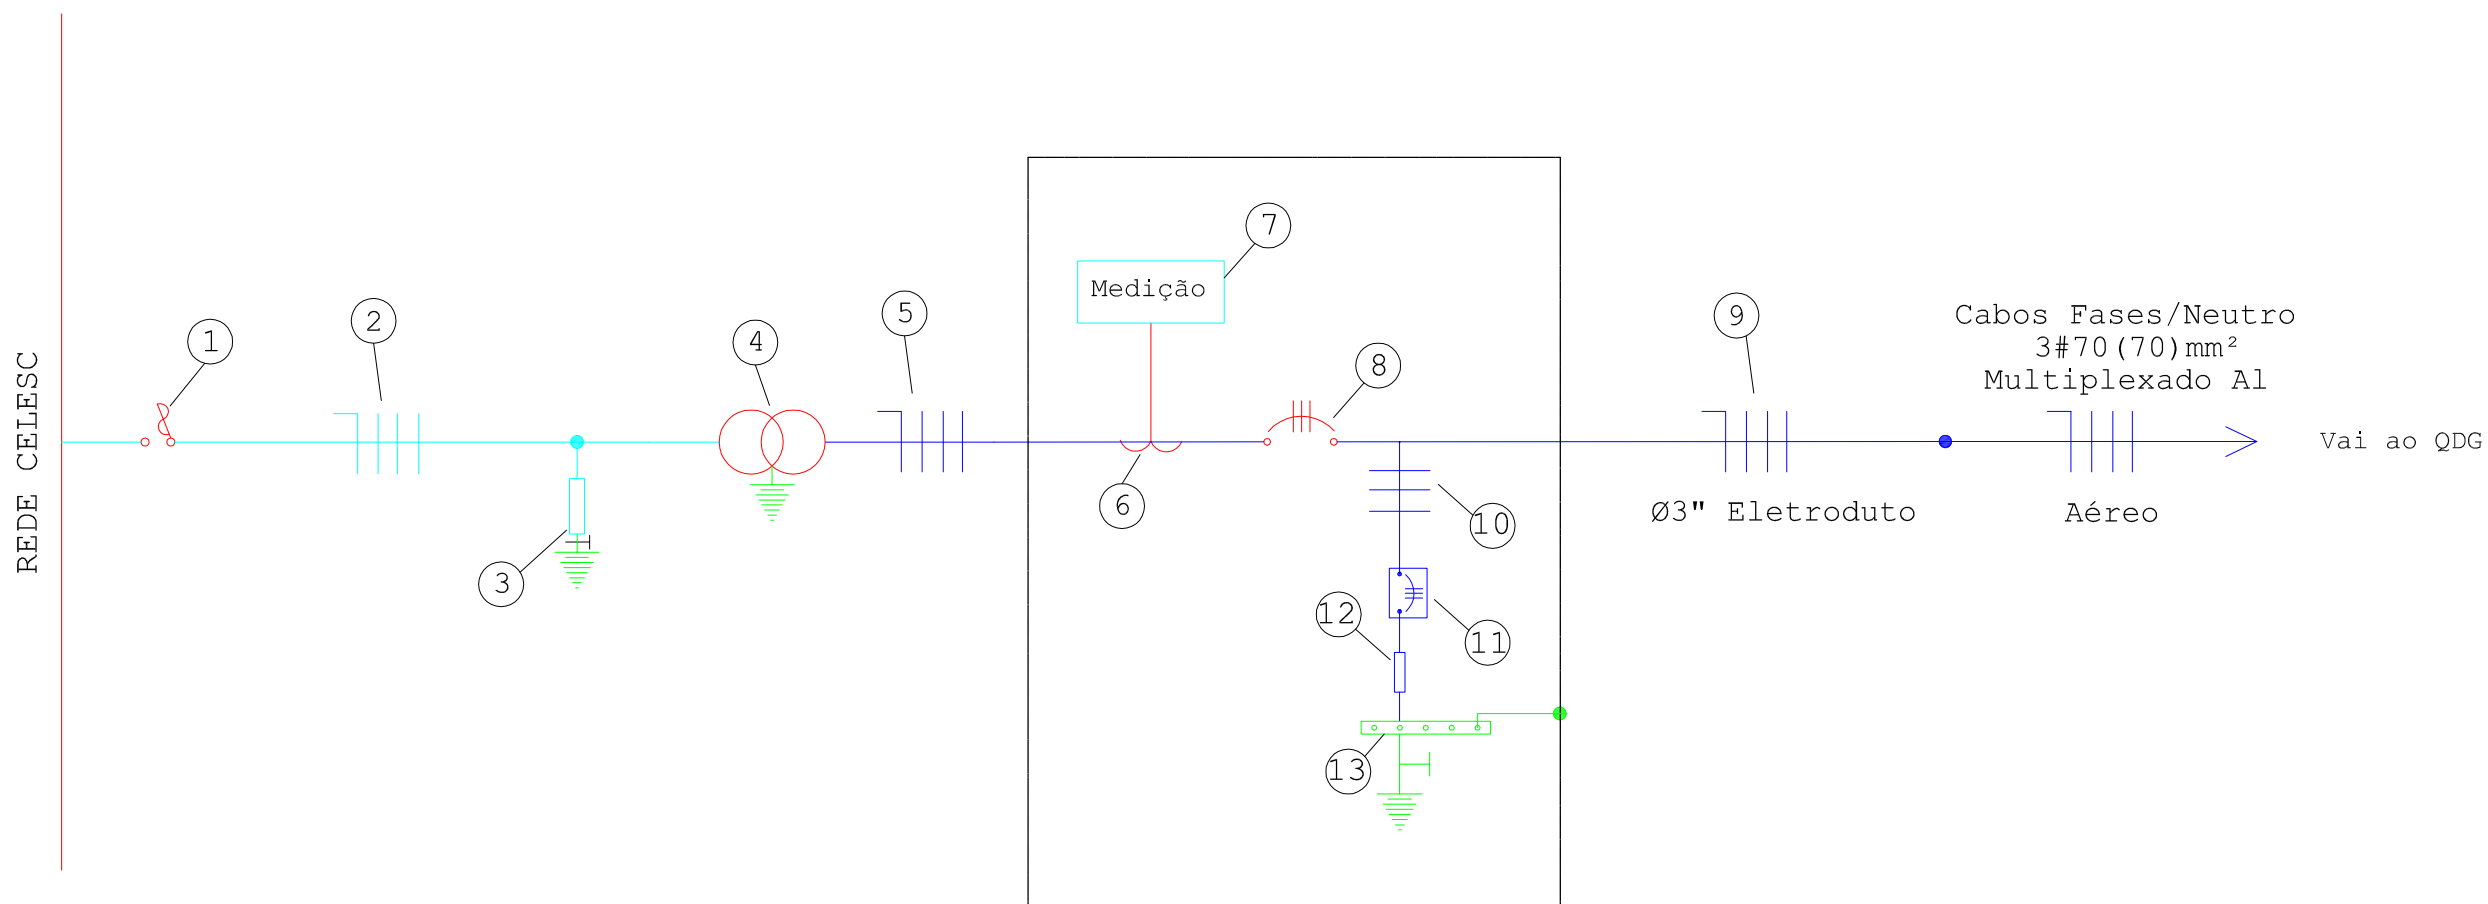 REDE CELESC
1
2
3
4
5
6
7
Medição
8
9
10
11
12
13
Ø3" Eletroduto
Cabos Fases/Neutro
3#70(70)mm²
Multiplexado Al
Aéreo
Vai ao QDG